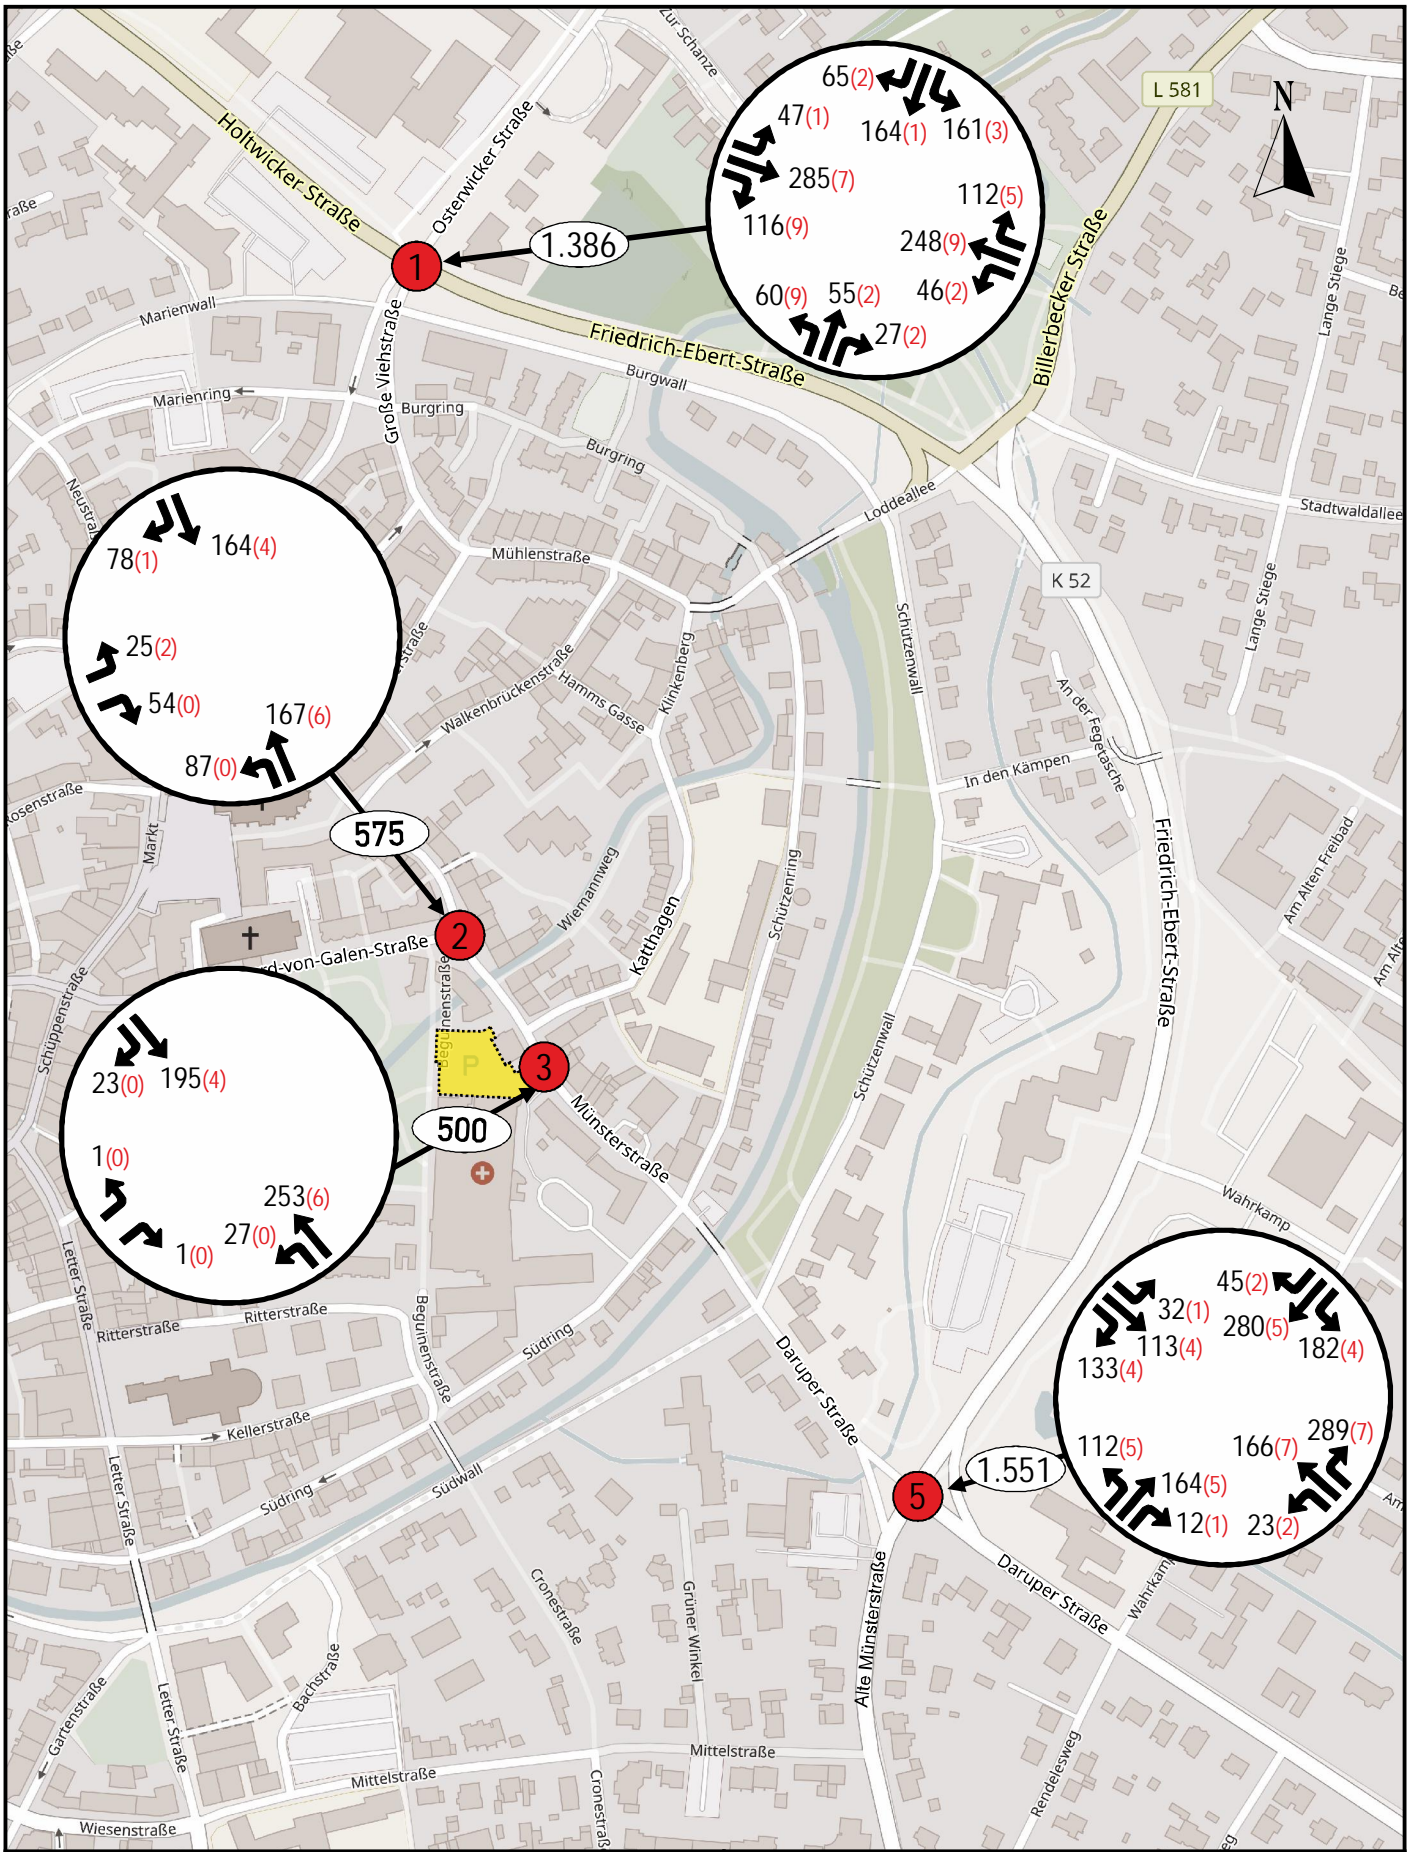 Zur Schanze
L 581
N
Holtwicker Straße
Osterwicker Straße
65(2)
47(1)
164(1)
161(3)
285(7)
116(9)
112(5)
248(9)
46(2)
60(9)
55(2)
27(2)
1.386
1
Billerbecker Straße
Lange Stiege
Marienwall
Große Viehstraße
Friedrich-Ebert-Straße
Burgwall
Marienring
Burgring
Burgring
Loddeallee
Stadtwaldallee
78(1)
164(4)
25(2)
54(0)
167(6)
87(0)
Mühlenstraße
K 52
Schützenwall
Lange Stiege
Klinkenberg
Hamms Gasse
Walkenbrückenstraße
An der Fegetasche
In den Kämpen
Rosenstraße
Markt
575
Friedrich-Ebert-Straße
Am Alten Freibad
Wiemannweg
Schützenring
Katthagen
2
rd-von-Galen-Straße
Beguinenstraße
Schüppenstraße
23(0)
195(4)
1(0)
253(6)
27(0)
1(0)
P
3
500
Münsterstraße
Schützenwall
Wahrkamp
Letter Straße
Ritterstraße
Ritterstraße
Beguinenstraße
Südring
Daruper Straße
45(2)
32(1)
280(5)
113(4)
182(4)
133(4)
112(5)
166(7)
289(7)
164(5)
12(1)
23(2)
1.551
5
Kellerstraße
Letter Straße
Südring
Südwall
Daruper Straße
Wahrkamp
Cronestraße
Grüner Winkel
Alte Münsterstraße
Bachstraße
Gartenstraße
Letter Straße
Mittelstraße
Mittelstraße
Rendelesweg
Wiesenstraße